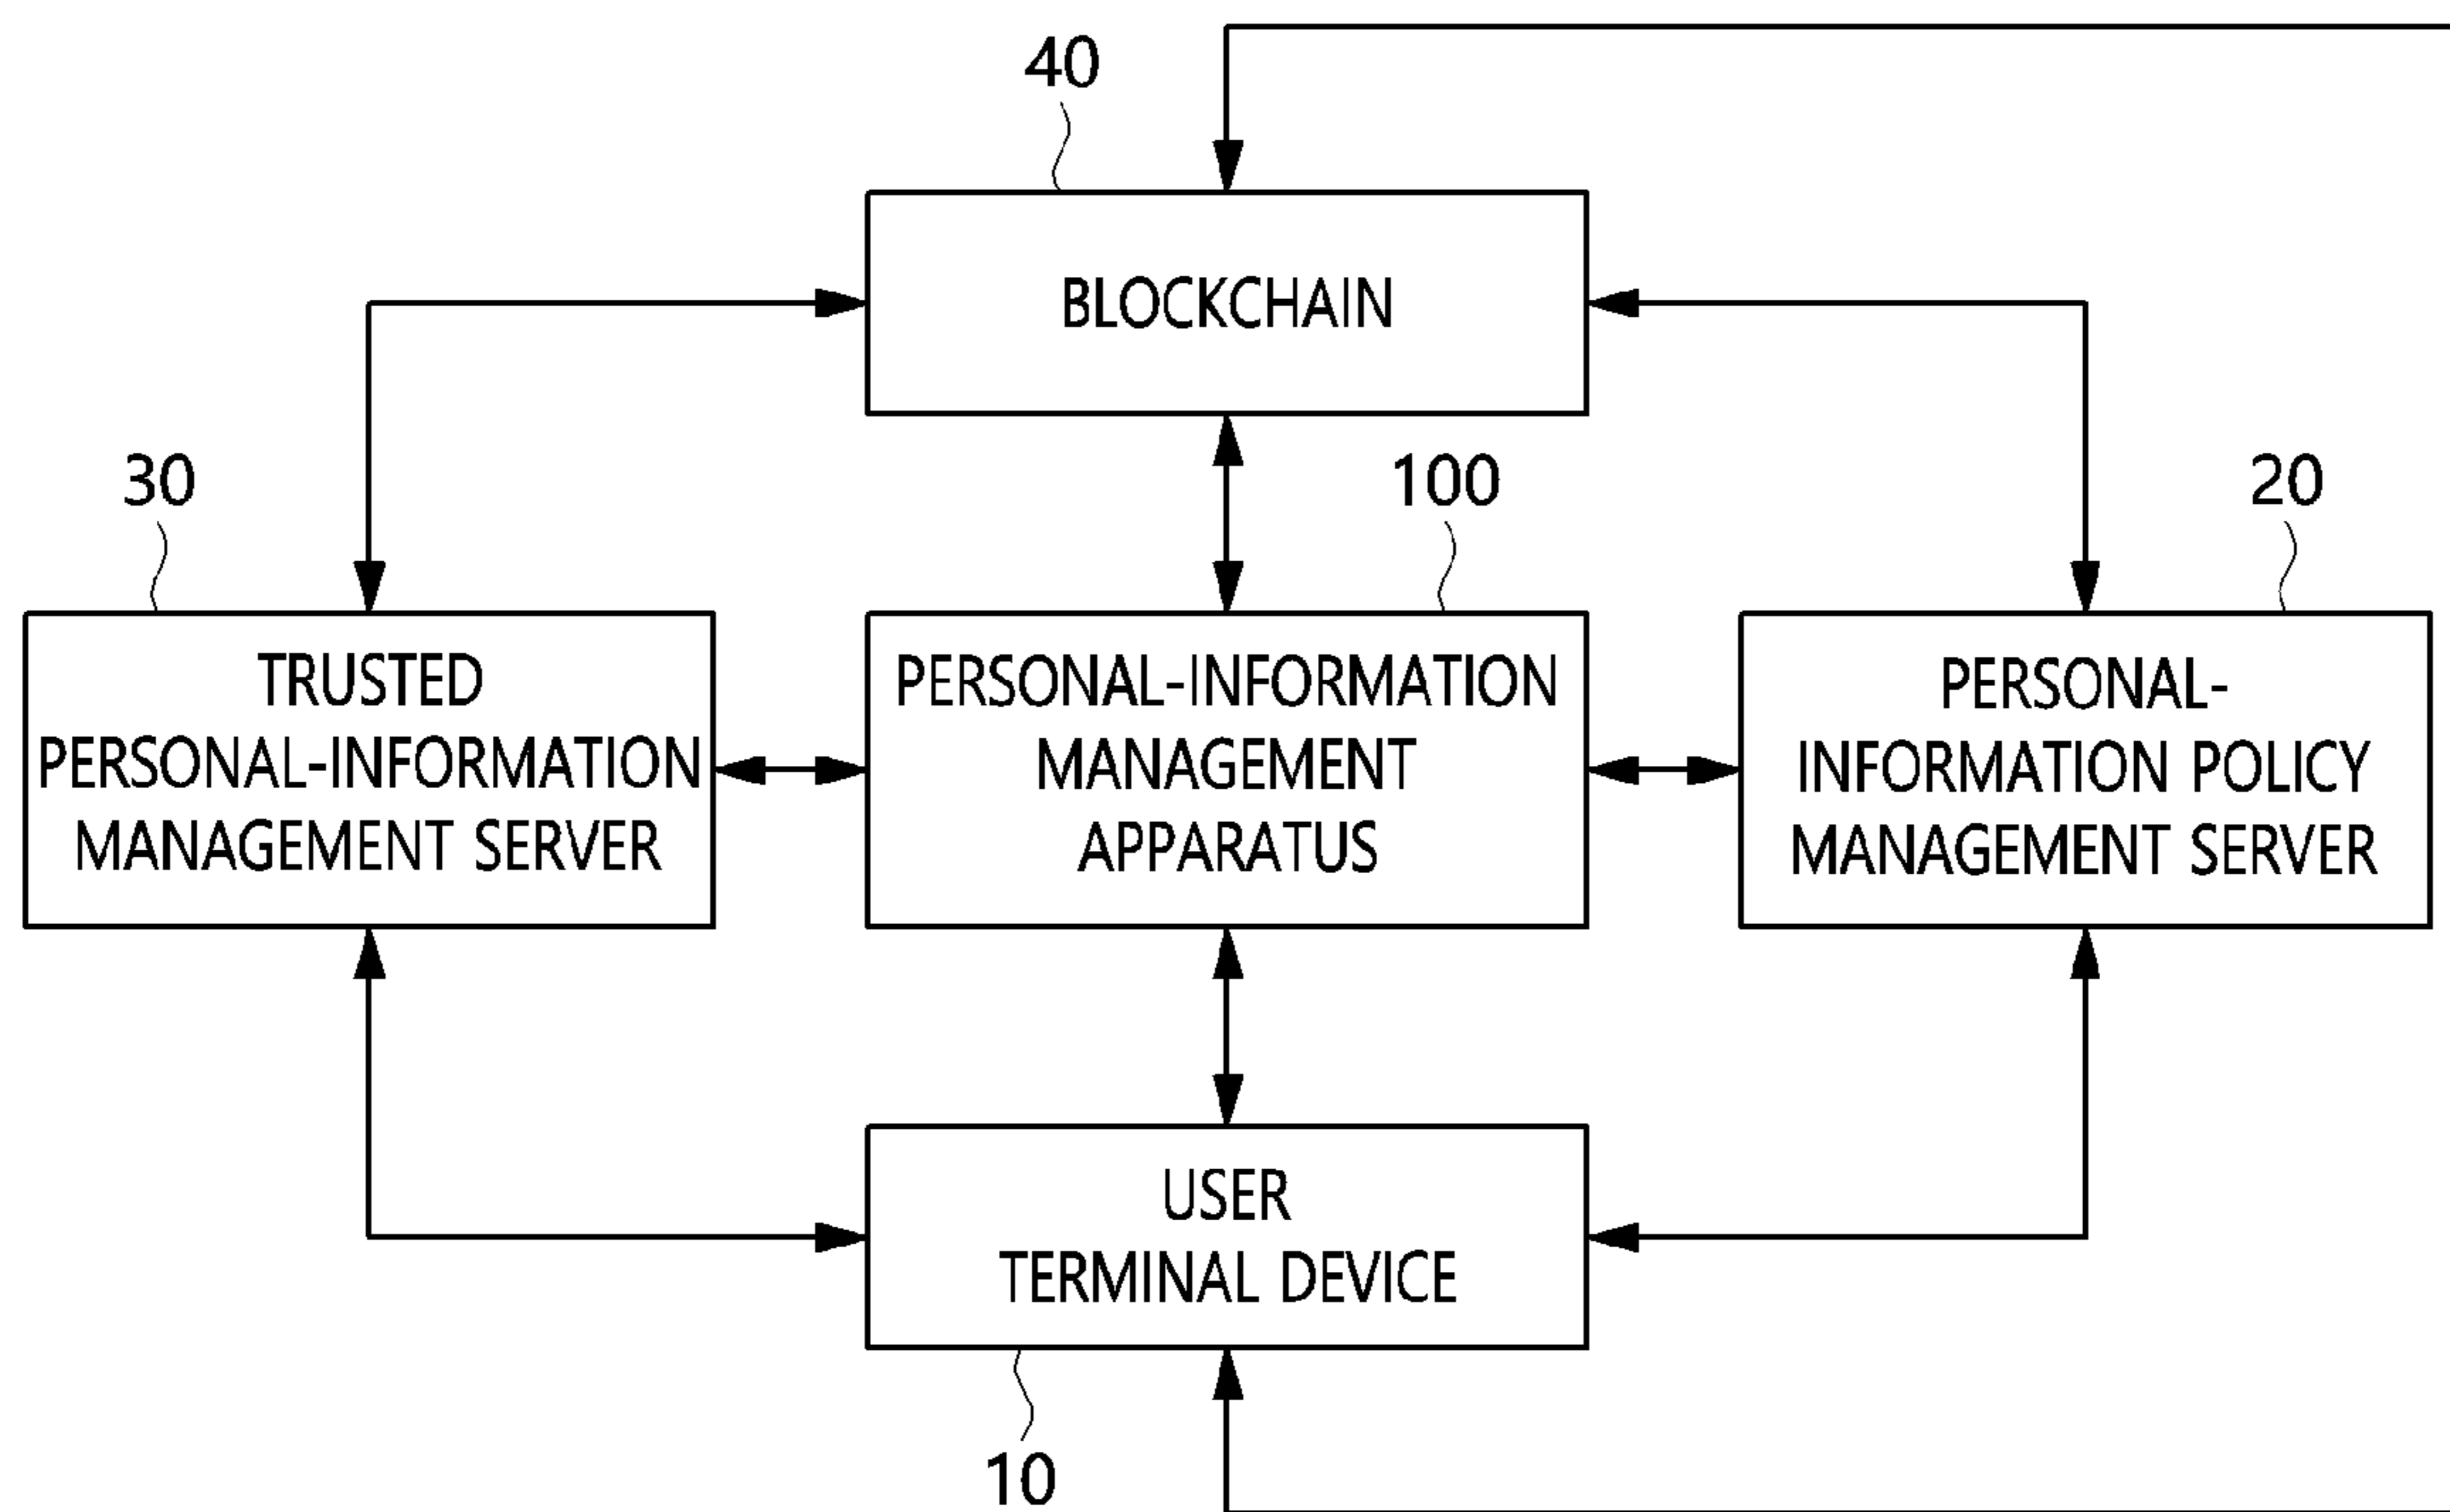 40
BLOCKCHAIN
30
100
20
TRUSTED
PERSONAL-INFORMATION
MANAGEMENT SERVER
PERSONAL-INFORMATION
MANAGEMENT
APPARATUS
PERSONAL-
INFORMATION POLICY
MANAGEMENT SERVER
USER
TERMINAL DEVICE
10